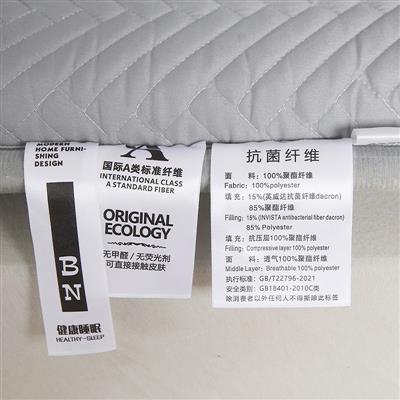 MODERN
HOME FURNI-
SHING
DESIGN
BN
健康睡眠
HEALTHY-SLEEP
A
国际A类标准纤维
INTERNATIONAL CLASS
A STANDARD FIBER
ORIGINAL
ECOLOGY
无甲醛/无荧光剂
可直接接触皮肤
抗菌纤维
面 料：100%聚酯纤维
Fabric: 100%polyester
填充：15%(英威达抗菌纤维dacron)
85%聚酯纤维
Filling: 15% (INVISTA antibacterial fiber dacron)
85% Polyester
填充：抗压层100%聚酯纤维
Filling: Compressive layer 100% polyester
面 料：透气100%聚酯纤维
Middle Layer: Breathable 100% polyester
执行标准：GB/T22796-2021
安全类别：GB18401-2010C类
除消费者以外任何人不得撕除此标签